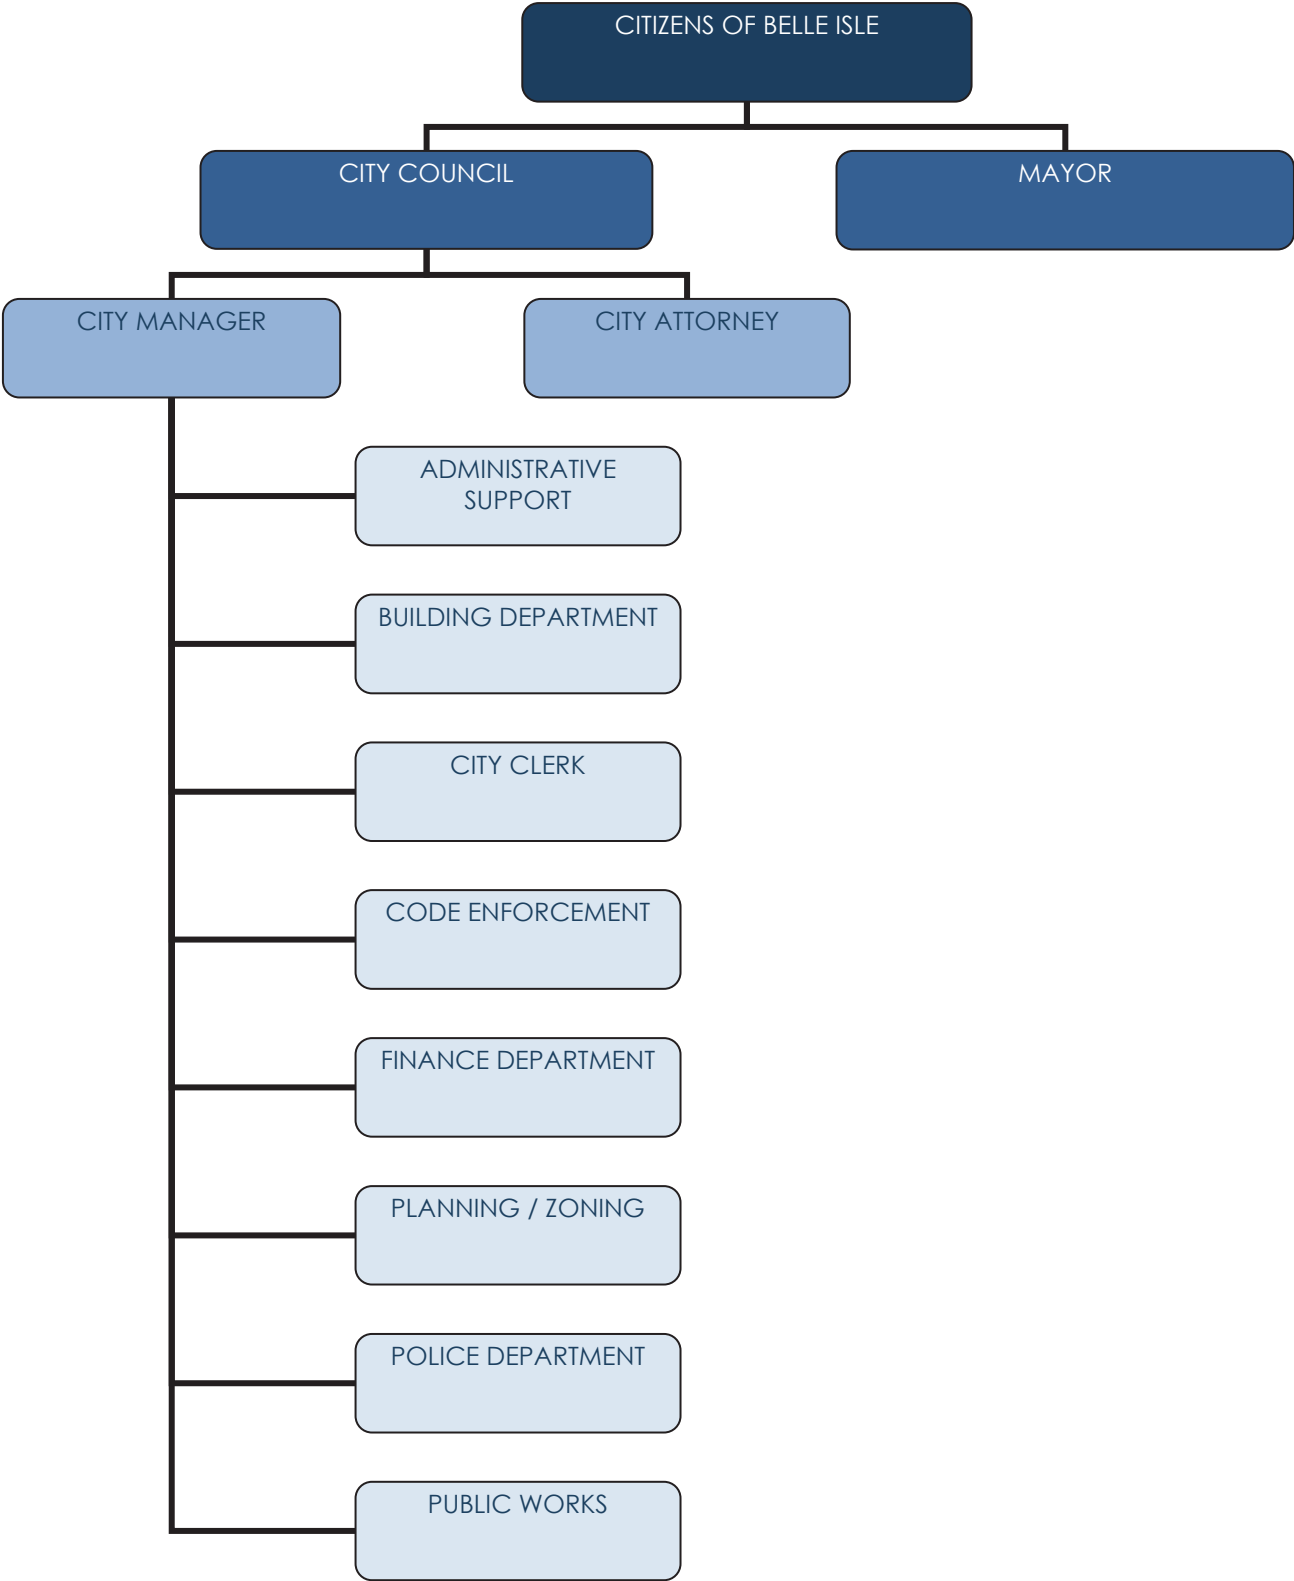 CITIZENS OF BELLE ISLE
CITY COUNCIL
MAYOR
CITY MANAGER
CITY ATTORNEY
ADMINISTRATIVE
SUPPORT
BUILDING DEPARTMENT
CITY CLERK
CODE ENFORCEMENT
FINANCE DEPARTMENT
PLANNING / ZONING
POLICE DEPARTMENT
PUBLIC WORKS